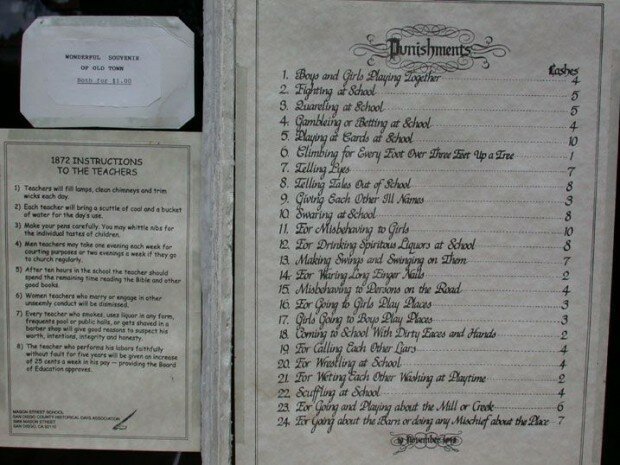 WONDERFUL SOUVENIR
OF OLD TOWN
Both for $1.00
1872 INSTRUCTIONS
TO THE TEACHERS
1) Teachers will fill lamps, clean chimneys and trim
wicks each day.
2) Each teacher will bring a scuttle of coal and a bucket
of water for the day's use.
3) Make your pens carefully. You may whittle nibs for
the individual tastes of children.
4) Men teachers may take one evening each week for
courting purposes or two evenings a week if they go
to church regularly.
5) After ten hours in the school the teacher should
spend the remaining time reading the Bible and other
good books.
6) Women teachers who marry or engage in other
unseemly conduct will be dismissed.
7) Every teacher who smokes, uses liquor in any form,
frequents pool or public halls, or gets shaved in a
barber shop will give good reasons to suspect his
worth, intentions, integrity and honesty.
8) The teacher who performs his labors faithfully
without fault for five years will be given an increase
of 25 cents a week in his pay — providing the Board
of Education approves.
MASON STREET SCHOOL
SAN DIEGO COUNTY HISTORICAL DAYS ASSOCIATION
SAN DIEGO, CA 92110
Punishments
Lashes
1. Boys and Girls Playing Together 4
2. Fighting at School 5
3. Quareling at School 5
4. Gambleing or Betting at School 4
5. Playing at Cards at School 10
6. Climbing for Every Foot Over Three Feet Up a Tree 1
7. Telling Lyes 7
8. Telling Tales Out of School 8
9. Giving Each Other Ill Names 3
10. Swaring at School 8
11. For Misbehaving to Girls 10
12. For Drinking Spiritous Liquors at School 8
13. Making Swings and Swinging on Them 7
14. For Waring Long Finger Nails 2
15. Misbehaving to Persons on the Road 4
16. For Going to Girls Play Places 3
17. Girls Going to Boys Play Places 3
18. Coming to School With Dirty Faces and Hands 2
19. For Calling Each Other Liars 4
20. For Wrestling at School 4
21. For Weting Each Other Washing at Playtime 2
22. Scuffling at School 4
23. For Going and Playing about the Mill or Creek 6
24. For Going about the Barn or doing any Mischief about the Place 7
November